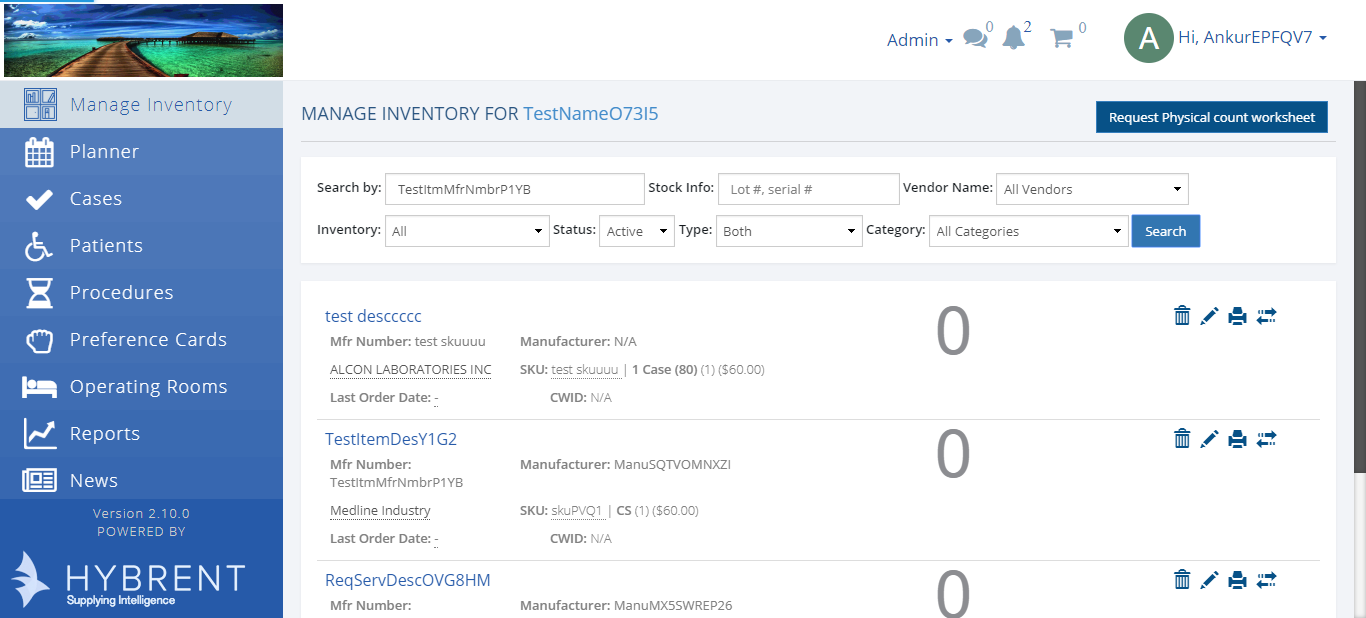 Admin 0 2 0 A Hi, AnkurEPFQV7
Manage Inventory
Planner
Cases
Patients
Procedures
Preference Cards
Operating Rooms
Reports
News
Version 2.10.0
POWERED BY
HYBRENT
Supplying Intelligence
MANAGE INVENTORY FOR TestNameO73I5
Request Physical count worksheet
Search by: TestItmMfrNmbrP1YB Stock Info: Lot #, serial # Vendor Name: All Vendors
Inventory: All Status: Active Type: Both Category: All Categories Search
test desccccc 0
Mfr Number: test skuuuu Manufacturer: N/A
ALCON LABORATORIES INC SKU: test skuuuu | 1 Case (80) (1) ($60.00)
Last Order Date: - CWID: N/A
TestItemDesY1G2 0
Mfr Number: Manufacturer: ManuSQTVOMNXZI
TestItmMfrNmbrP1YB
Medline Industry SKU: skuPVQ1 | CS (1) ($60.00)
Last Order Date: - CWID: N/A
ReqServDescOVG8HM 0
Mfr Number: Manufacturer: ManuMX5SWREP26